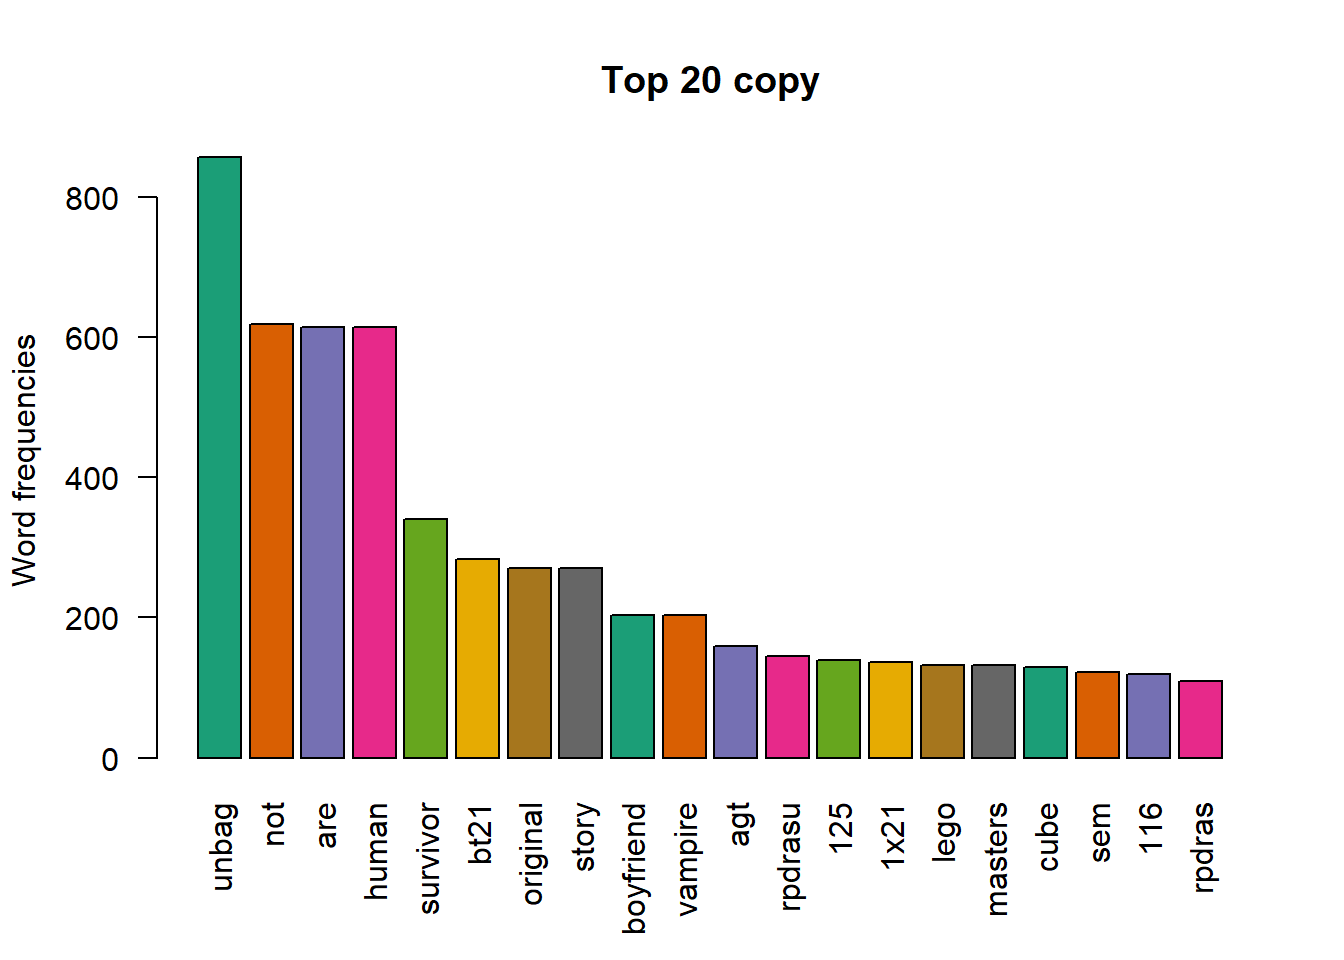 Top 20 copy
Word frequencies
800
600
400
200
0
unbag
not
are
human
survivor
bt21
original
story
boyfriend
vampire
agt
rpdrasu
125
1x21
lego
masters
cube
sem
116
rpdras